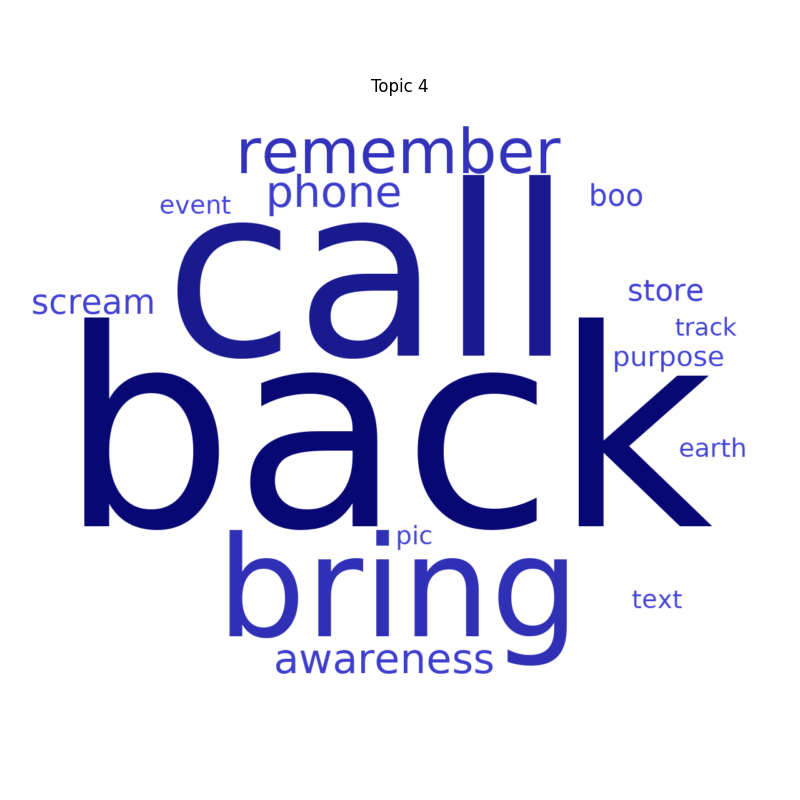 Topic 4
remember
phone
boo
event
call
scream
store
track
purpose
back
earth
pic
bring
text
awareness